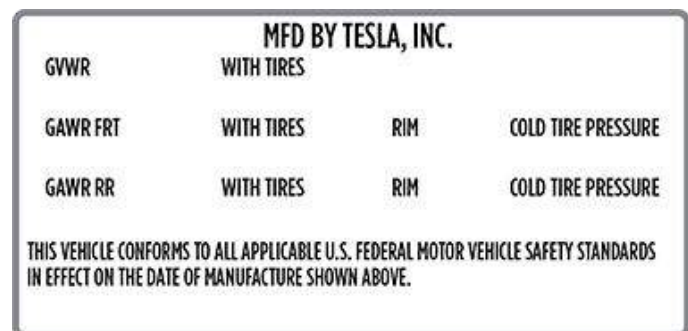 MFD BY TESLA, INC.
GVWR WITH TIRES
GAWR FRT WITH TIRES RIM COLD TIRE PRESSURE
GAWR RR WITH TIRES RIM COLD TIRE PRESSURE
THIS VEHICLE CONFORMS TO ALL APPLICABLE U.S. FEDERAL MOTOR VEHICLE SAFETY STANDARDS
IN EFFECT ON THE DATE OF MANUFACTURE SHOWN ABOVE.